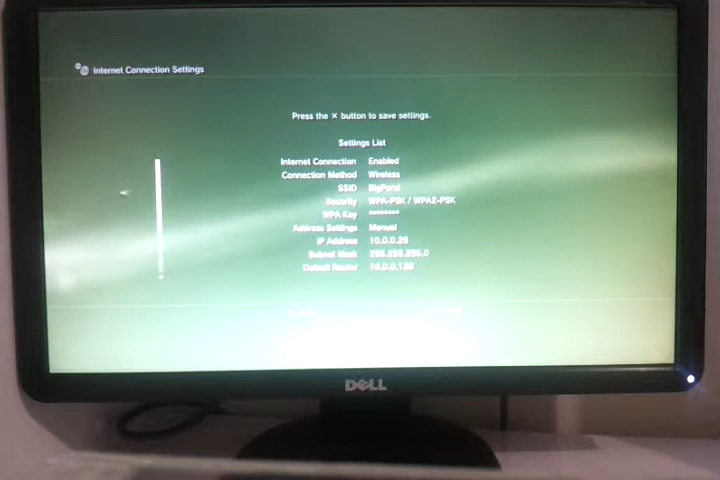 Internet Connection Settings
Press the × button to save settings.
Settings List
Internet Connection Enabled
Connection Method Wireless
SSID BigPond
Security WPA-PSK / WPA2-PSK
WPA Key ********
Address Settings Manual
IP Address 10.0.0.26
Subnet Mask 255.255.255.0
Default Router 10.0.0.138
DELL